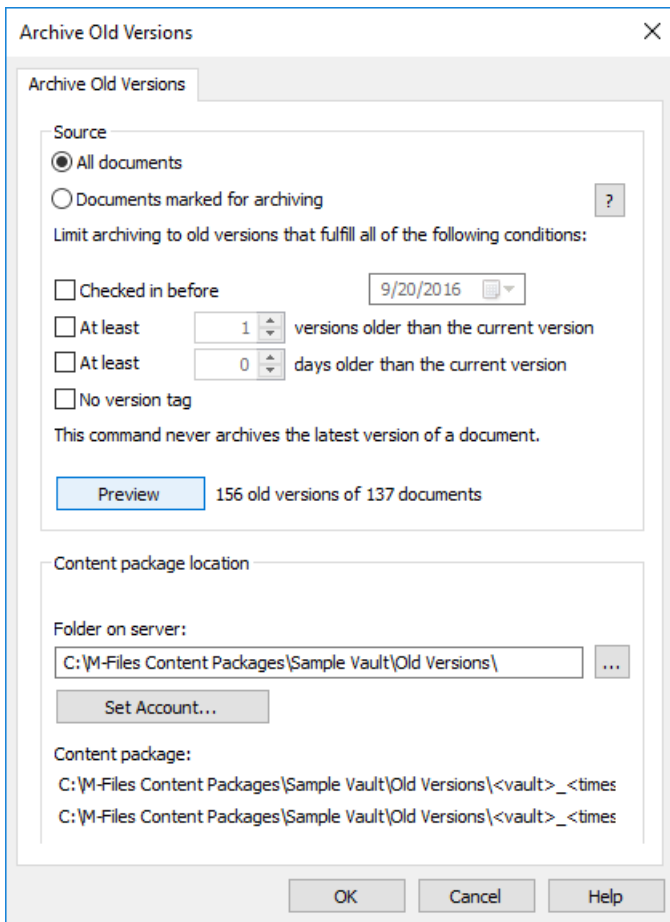 Archive Old Versions
Archive Old Versions
Source
All documents
Documents marked for archiving
?
Limit archiving to old versions that fulfill all of the following conditions:
Checked in before 9/20/2016
At least 1 versions older than the current version
At least 0 days older than the current version
No version tag
This command never archives the latest version of a document.
Preview 156 old versions of 137 documents
Content package location
Folder on server:
C:\M-Files Content Packages\Sample Vault\Old Versions\ ...
Set Account...
Content package:
C:\M-Files Content Packages\Sample Vault\Old Versions\<vault>_<times
C:\M-Files Content Packages\Sample Vault\Old Versions\<vault>_<times
OK Cancel Help